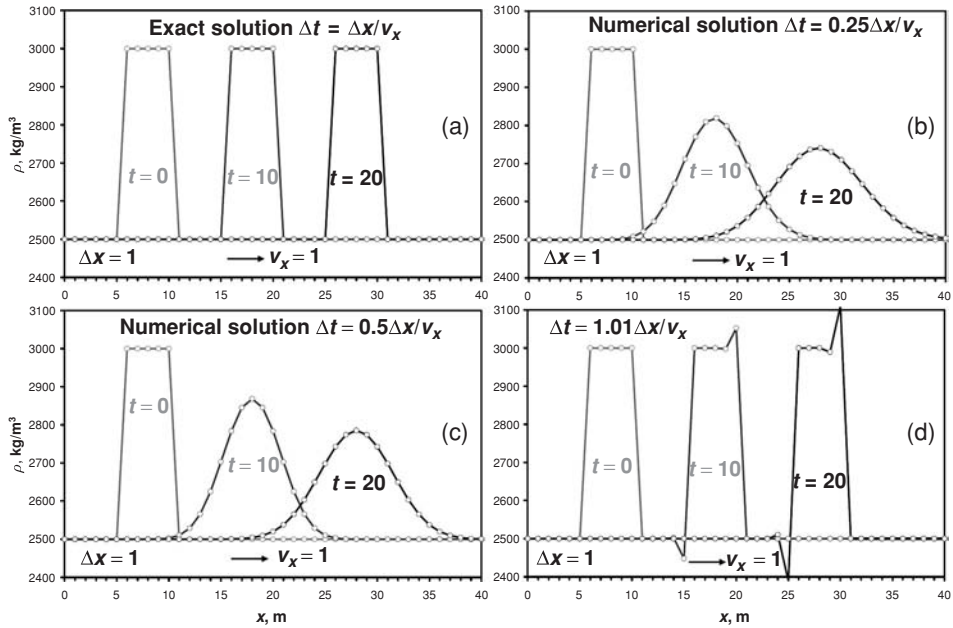 Exact solution Δt = Δx/vx
3100
3000
2900
2800
2700
2600
2500
2400
ρ, kg/m³
(a)
t = 0
t = 10
t = 20
Δx = 1
vx = 1
0 5 10 15 20 25 30 35 40
Numerical solution Δt = 0.25Δx/vx
3100
3000
2900
2800
2700
2600
2500
2400
(b)
t = 0
t = 10
t = 20
Δx = 1
vx = 1
0 5 10 15 20 25 30 35 40
Numerical solution Δt = 0.5Δx/vx
3100
3000
2900
2800
2700
2600
2500
2400
ρ, kg/m³
(c)
t = 0
t = 10
t = 20
Δx = 1
vx = 1
0 5 10 15 20 25 30 35 40
x, m
Δt = 1.01Δx/vx
3100
3000
2900
2800
2700
2600
2500
2400
(d)
t = 0
t = 10
t = 20
Δx = 1
vx = 1
0 5 10 15 20 25 30 35 40
x, m